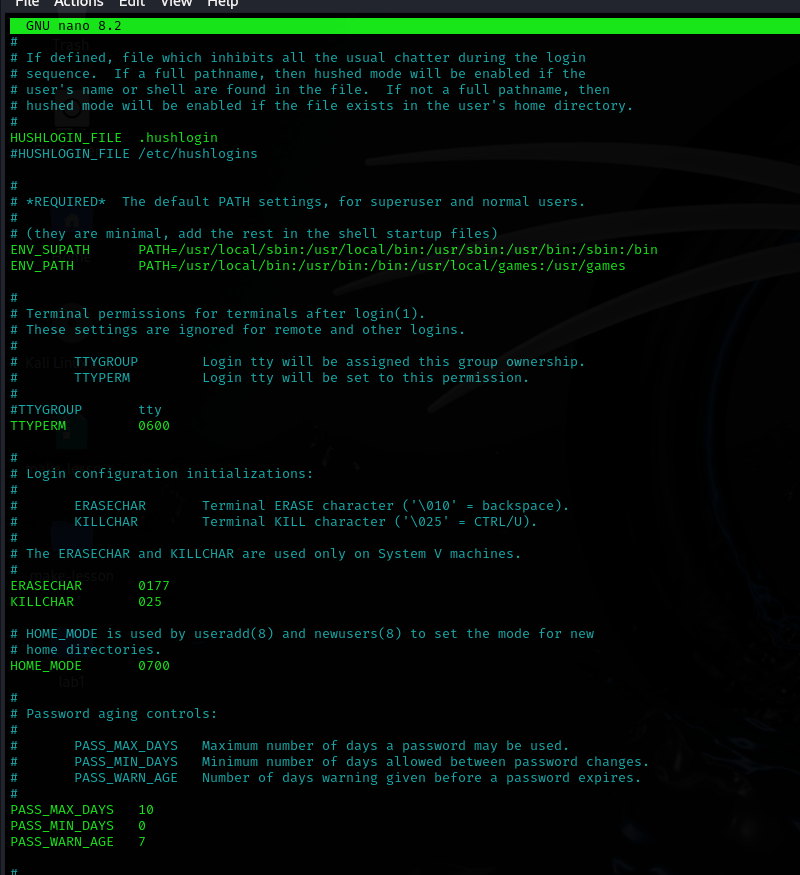 File Actions Edit View Help
GNU nano 8.2
#
# If defined, file which inhibits all the usual chatter during the login
# sequence.  If a full pathname, then hushed mode will be enabled if the
# user's name or shell are found in the file.  If not a full pathname, then
# hushed mode will be enabled if the file exists in the user's home directory.
#
HUSHLOGIN_FILE  .hushlogin
#HUSHLOGIN_FILE /etc/hushlogins
#
# *REQUIRED*  The default PATH settings, for superuser and normal users.
#
# (they are minimal, add the rest in the shell startup files)
ENV_SUPATH      PATH=/usr/local/sbin:/usr/local/bin:/usr/sbin:/usr/bin:/sbin:/bin
ENV_PATH        PATH=/usr/local/bin:/usr/bin:/bin:/usr/local/games:/usr/games
#
# Terminal permissions for terminals after login(1).
# These settings are ignored for remote and other logins.
#
#       TTYGROUP        Login tty will be assigned this group ownership.
#       TTYPERM         Login tty will be set to this permission.
#
#TTYGROUP       tty
TTYPERM         0600
#
# Login configuration initializations:
#
#       ERASECHAR       Terminal ERASE character ('\010' = backspace).
#       KILLCHAR        Terminal KILL character ('\025' = CTRL/U).
#
# The ERASECHAR and KILLCHAR are used only on System V machines.
#
ERASECHAR       0177
KILLCHAR        025
# HOME_MODE is used by useradd(8) and newusers(8) to set the mode for new
# home directories.
HOME_MODE       0700
#
# Password aging controls:
#
#       PASS_MAX_DAYS   Maximum number of days a password may be used.
#       PASS_MIN_DAYS   Minimum number of days allowed between password changes.
#       PASS_WARN_AGE   Number of days warning given before a password expires.
#
PASS_MAX_DAYS   10
PASS_MIN_DAYS   0
PASS_WARN_AGE   7
#